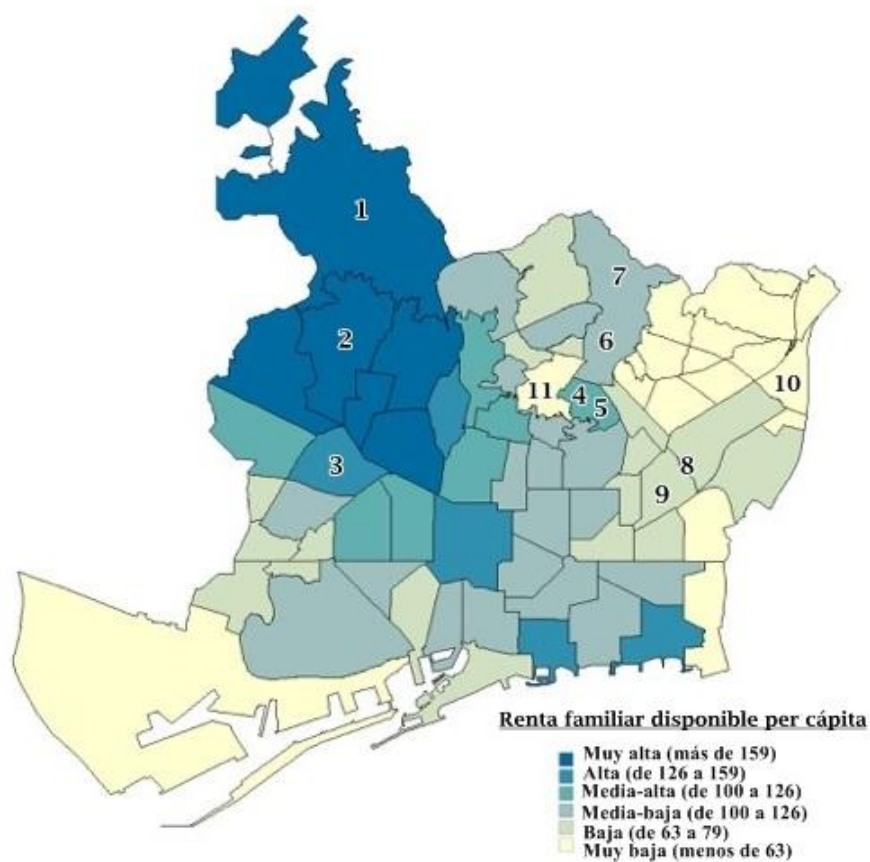 1
7
2
6
11
4
10
5
3
8
9
Renta familiar disponible per cápita
Muy alta (más de 159)
Alta (de 126 a 159)
Media-alta (de 100 a 126)
Media-baja (de 100 a 126)
Baja (de 63 a 79)
Muy baja (menos de 63)